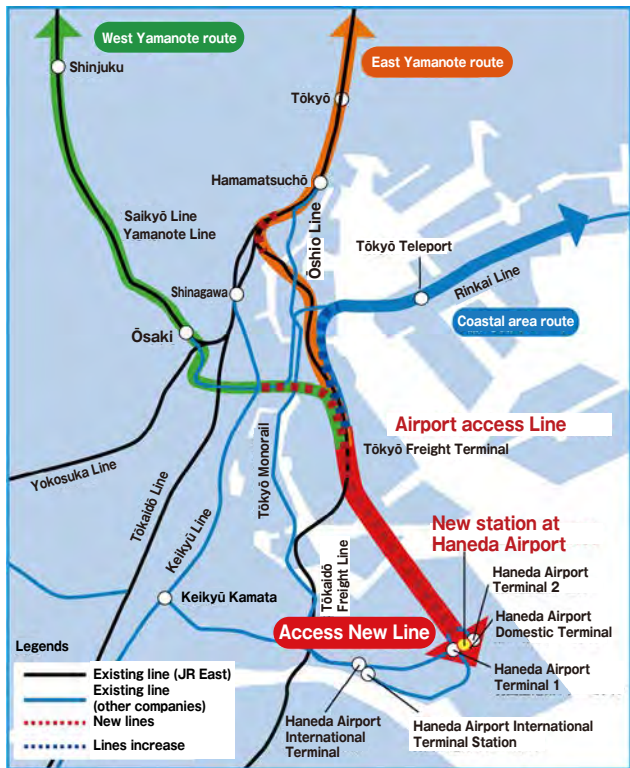 West Yamanote route
East Yamanote route
Shinjuku
Tōkyō
Hamamatsuchō
Saikyō Line
Yamanote Line
Ōshio Line
Tōkyō Teleport
Rinkai Line
Shinagawa
Coastal area route
Ōsaki
Airport access Line
Tōkyō Freight Terminal
Yokosuka Line
Tōkaidō Line
Keikyū Line
Tōkyō Monorail
New station at
Haneda Airport
Tōkaidō
Freight Line
Haneda Airport
Terminal 2
Keikyū Kamata
Access New Line
Haneda Airport
Domestic Terminal
Haneda Airport
Terminal 1
Legends
Existing line (JR East)
Existing line
(other companies)
New lines
Lines increase
Haneda Airport
International
Terminal
Haneda Airport International
Terminal Station